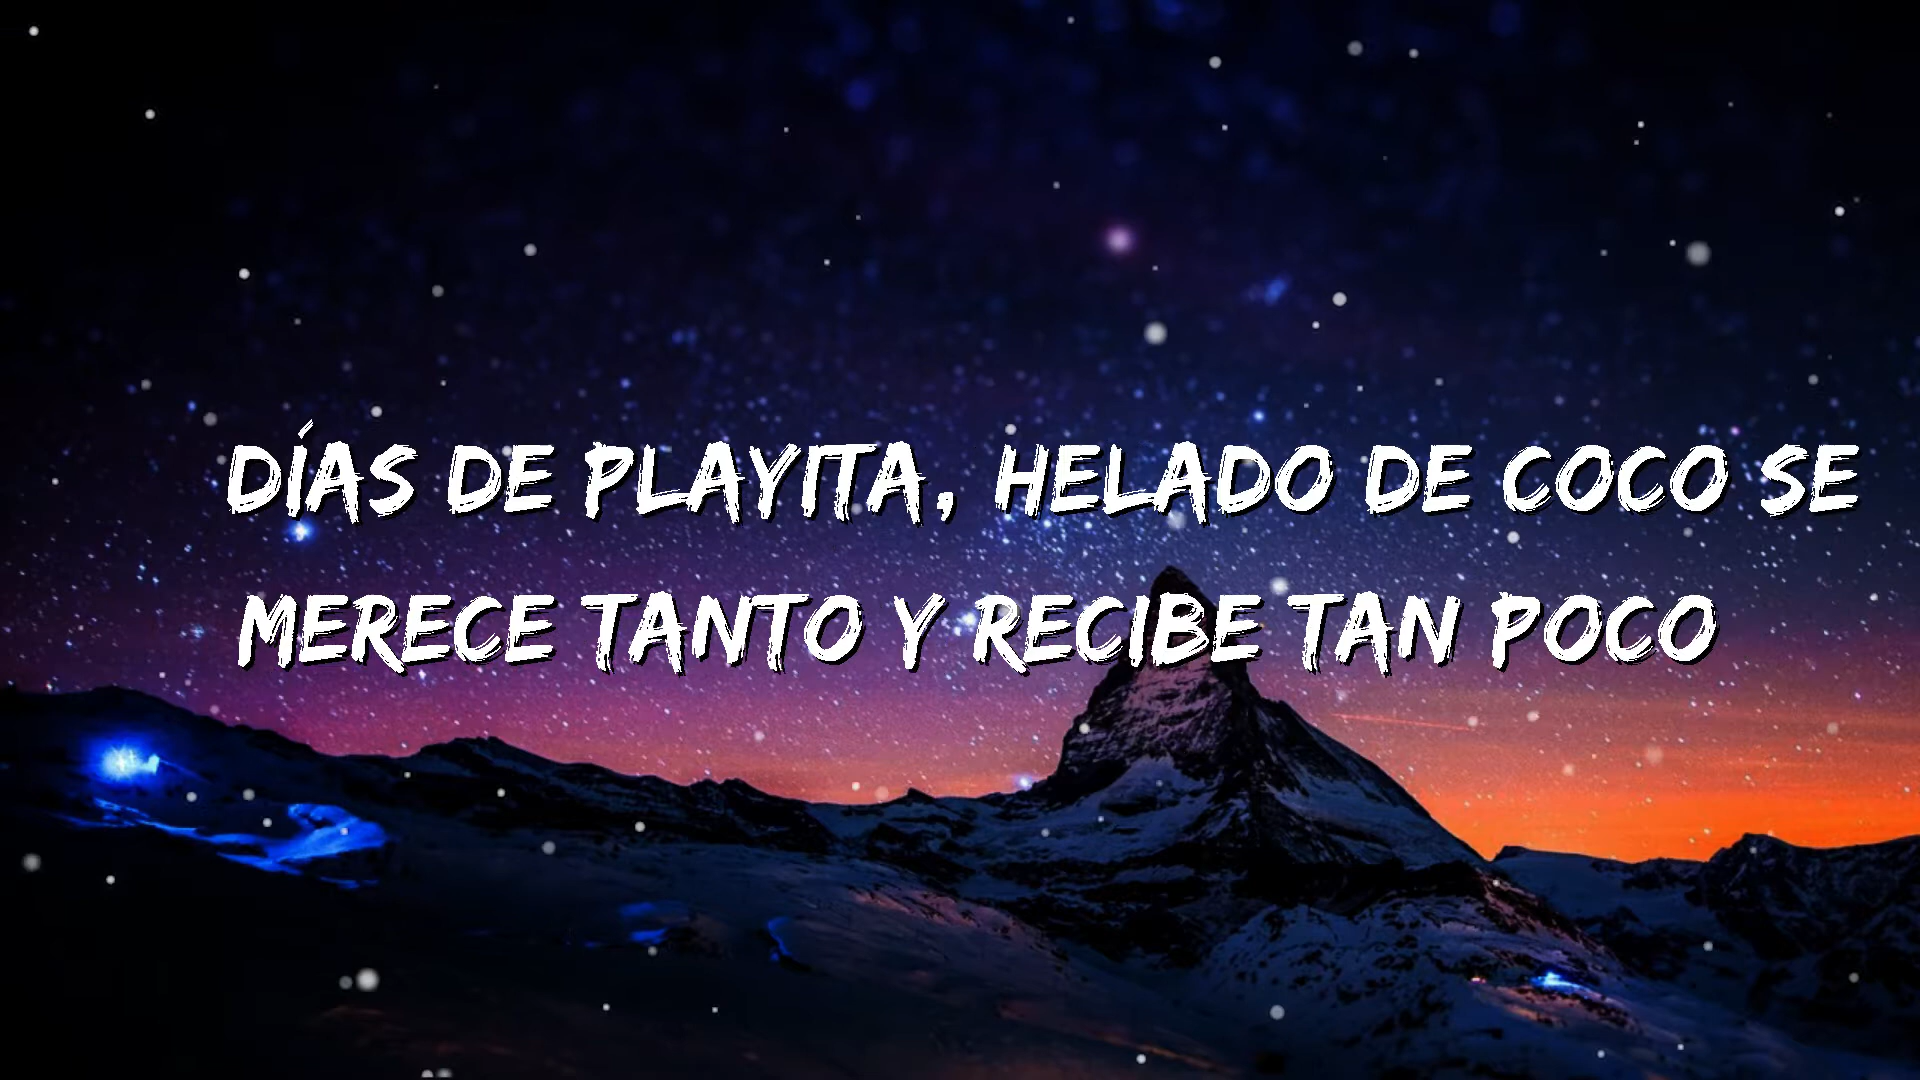 DÍAS DE PLAYITA, HELADO DE COCO SE
MERECE TANTO Y RECIBE TAN POCO